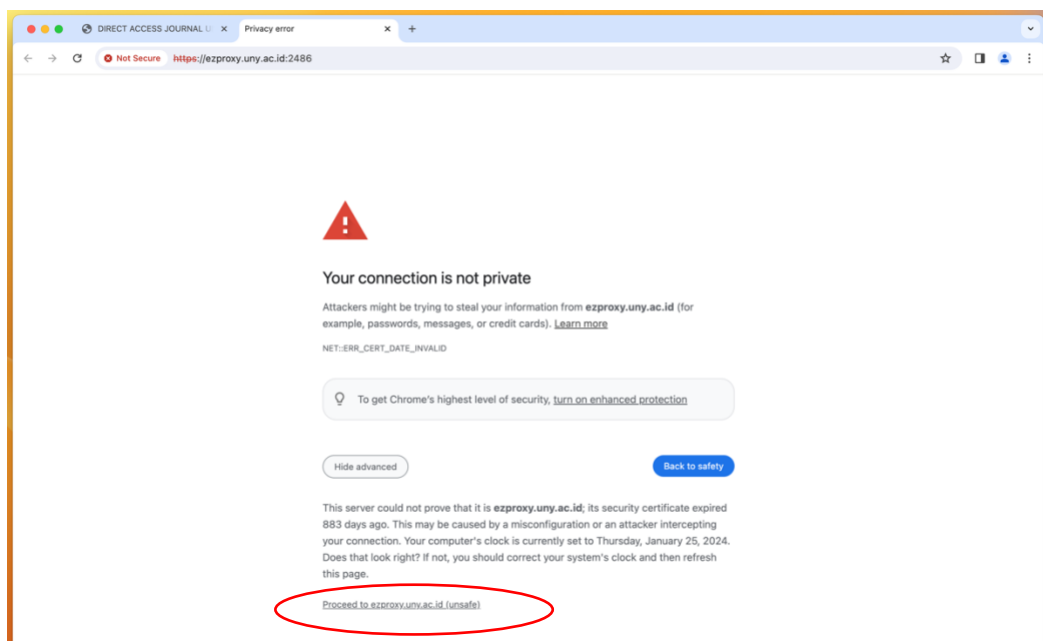 DIRECT ACCESS JOURNAL U
Privacy error
Not Secure https://ezproxy.uny.ac.id:2486
Your connection is not private
Attackers might be trying to steal your information from ezproxy.uny.ac.id (for
example, passwords, messages, or credit cards). Learn more
NET::ERR_CERT_DATE_INVALID
To get Chrome's highest level of security, turn on enhanced protection
Hide advanced
Back to safety
This server could not prove that it is ezproxy.uny.ac.id; its security certificate expired
883 days ago. This may be caused by a misconfiguration or an attacker intercepting
your connection. Your computer's clock is currently set to Thursday, January 25, 2024.
Does that look right? If not, you should correct your system's clock and then refresh
this page.
Proceed to ezproxy.uny.ac.id (unsafe)